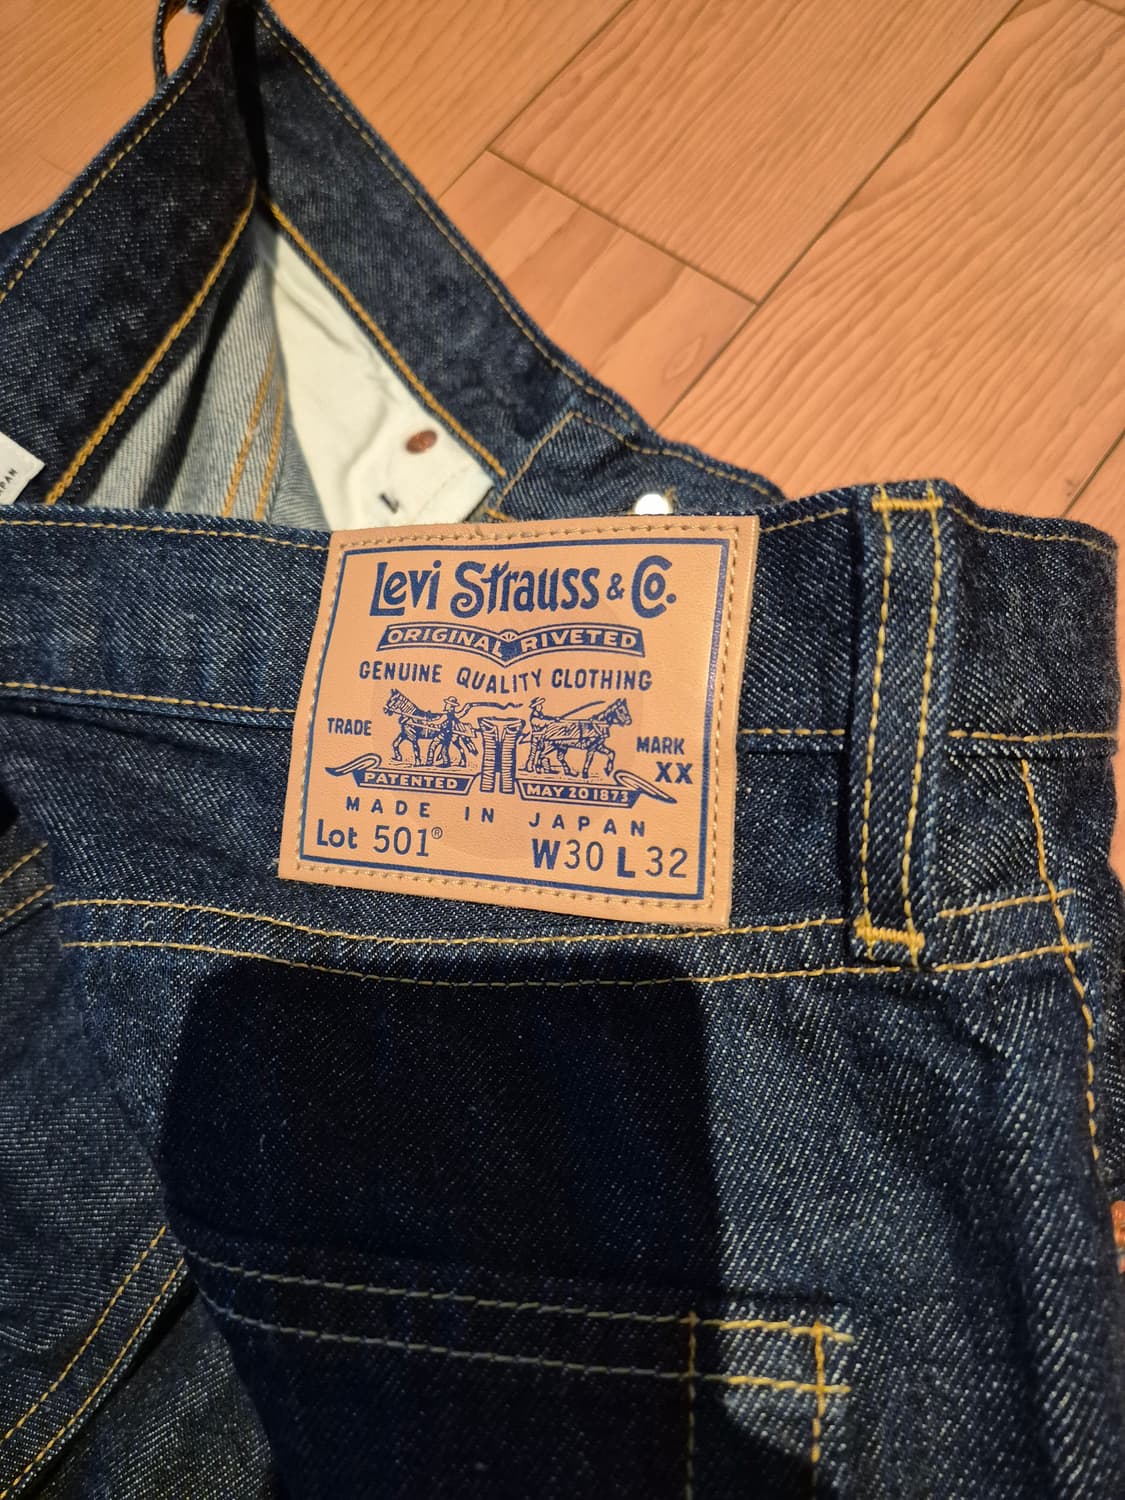 Levi Strauss & Co.
ORIGINAL RIVETED
GENUINE QUALITY CLOTHING
TRADE MARK
XX
PATENTED MAY 20 1873
MADE IN JAPAN
Lot 501® W30 L32
L